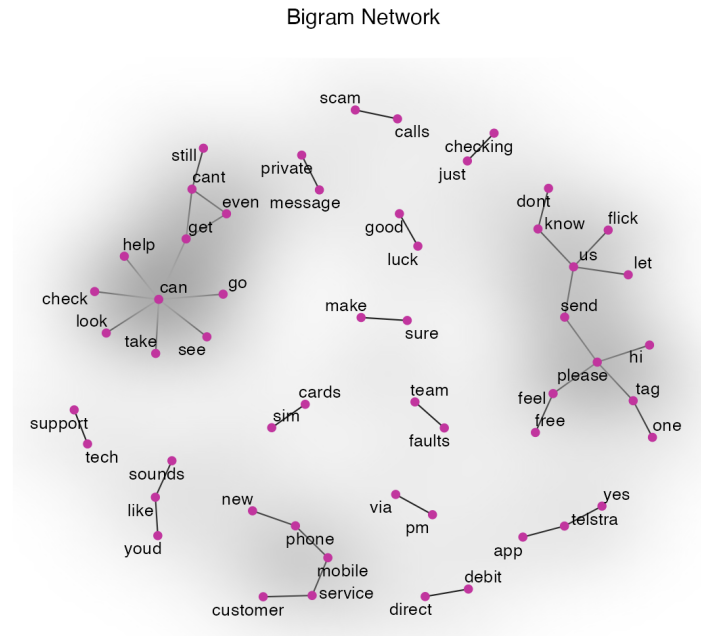 Bigram Network
scam
calls
checking
just
still
private
cant
message
even
get
good
luck
dont
know
flick
us
let
help
can
go
check
look
take
see
make
sure
send
please
hi
feel
tag
free
one
cards
sim
team
faults
support
tech
sounds
like
youd
new
phone
mobile
service
customer
via
pm
yes
telstra
app
debit
direct